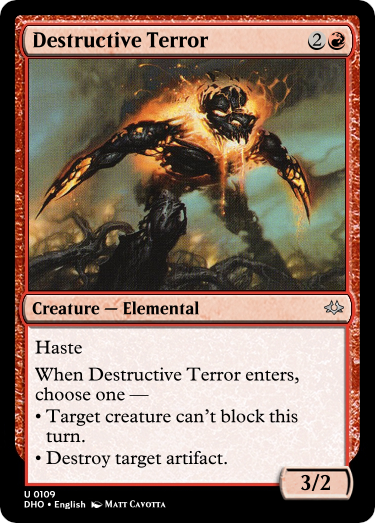 Destructive Terror 2
Creature — Elemental
Haste
When Destructive Terror enters,
choose one —
• Target creature can't block this
turn.
• Destroy target artifact.
3/2
U 0109
DHO • English Matt Cavotta